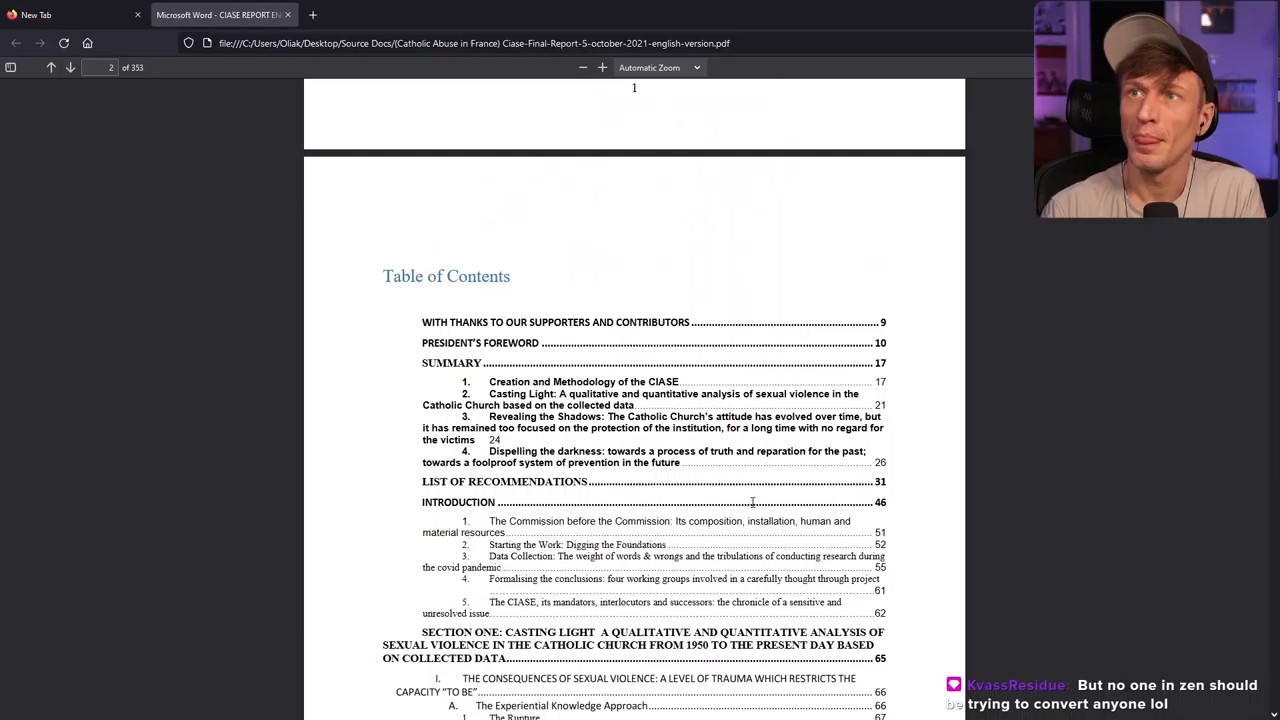 New Tab
Microsoft Word - CIASE REPORT EN
file:///C:/Users/Oliak/Desktop/Source Docs/(Catholic Abuse in France) Ciase-Final-Report-5-october-2021-english-version.pdf
2 of 353
Automatic Zoom
1
Table of Contents
WITH THANKS TO OUR SUPPORTERS AND CONTRIBUTORS 9
PRESIDENT'S FOREWORD 10
SUMMARY 17
1. Creation and Methodology of the CIASE 17
2. Casting Light: A qualitative and quantitative analysis of sexual violence in the
Catholic Church based on the collected data 21
3. Revealing the Shadows: The Catholic Church's attitude has evolved over time, but
it has remained too focused on the protection of the institution, for a long time with no regard for
the victims 24
4. Dispelling the darkness: towards a process of truth and reparation for the past;
towards a foolproof system of prevention in the future 26
LIST OF RECOMMENDATIONS 31
INTRODUCTION 46
1. The Commission before the Commission: Its composition, installation, human and
material resources 51
2. Starting the Work: Digging the Foundations 52
3. Data Collection: The weight of words & wrongs and the tribulations of conducting research during
the covid pandemic 55
4. Formalising the conclusions: four working groups involved in a carefully thought through project
61
5. The CIASE, its mandators, interlocutors and successors: the chronicle of a sensitive and
unresolved issue 62
SECTION ONE: CASTING LIGHT A QUALITATIVE AND QUANTITATIVE ANALYSIS OF
SEXUAL VIOLENCE IN THE CATHOLIC CHURCH FROM 1950 TO THE PRESENT DAY BASED
ON COLLECTED DATA 65
I. THE CONSEQUENCES OF SEXUAL VIOLENCE: A LEVEL OF TRAUMA WHICH RESTRICTS THE
CAPACITY "TO BE" 66
A. The Experiential Knowledge Approach 66
1. The Rupture 67
KvassResidue: But no one in zen should
be trying to convert anyone lol